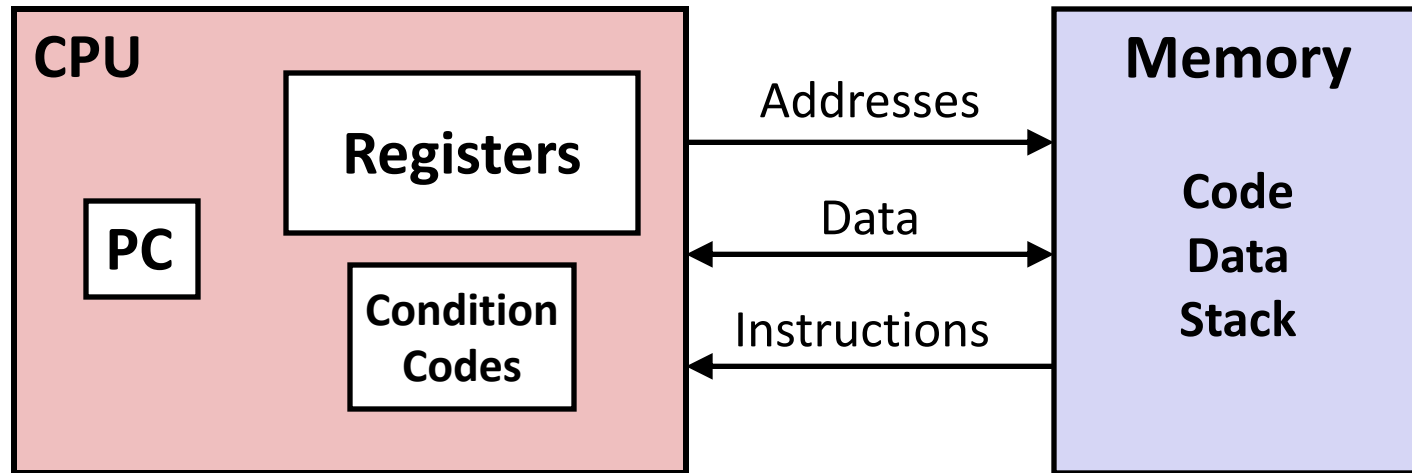 CPU
Registers
PC
Condition
Codes
Addresses
Data
Instructions
Memory
Code
Data
Stack